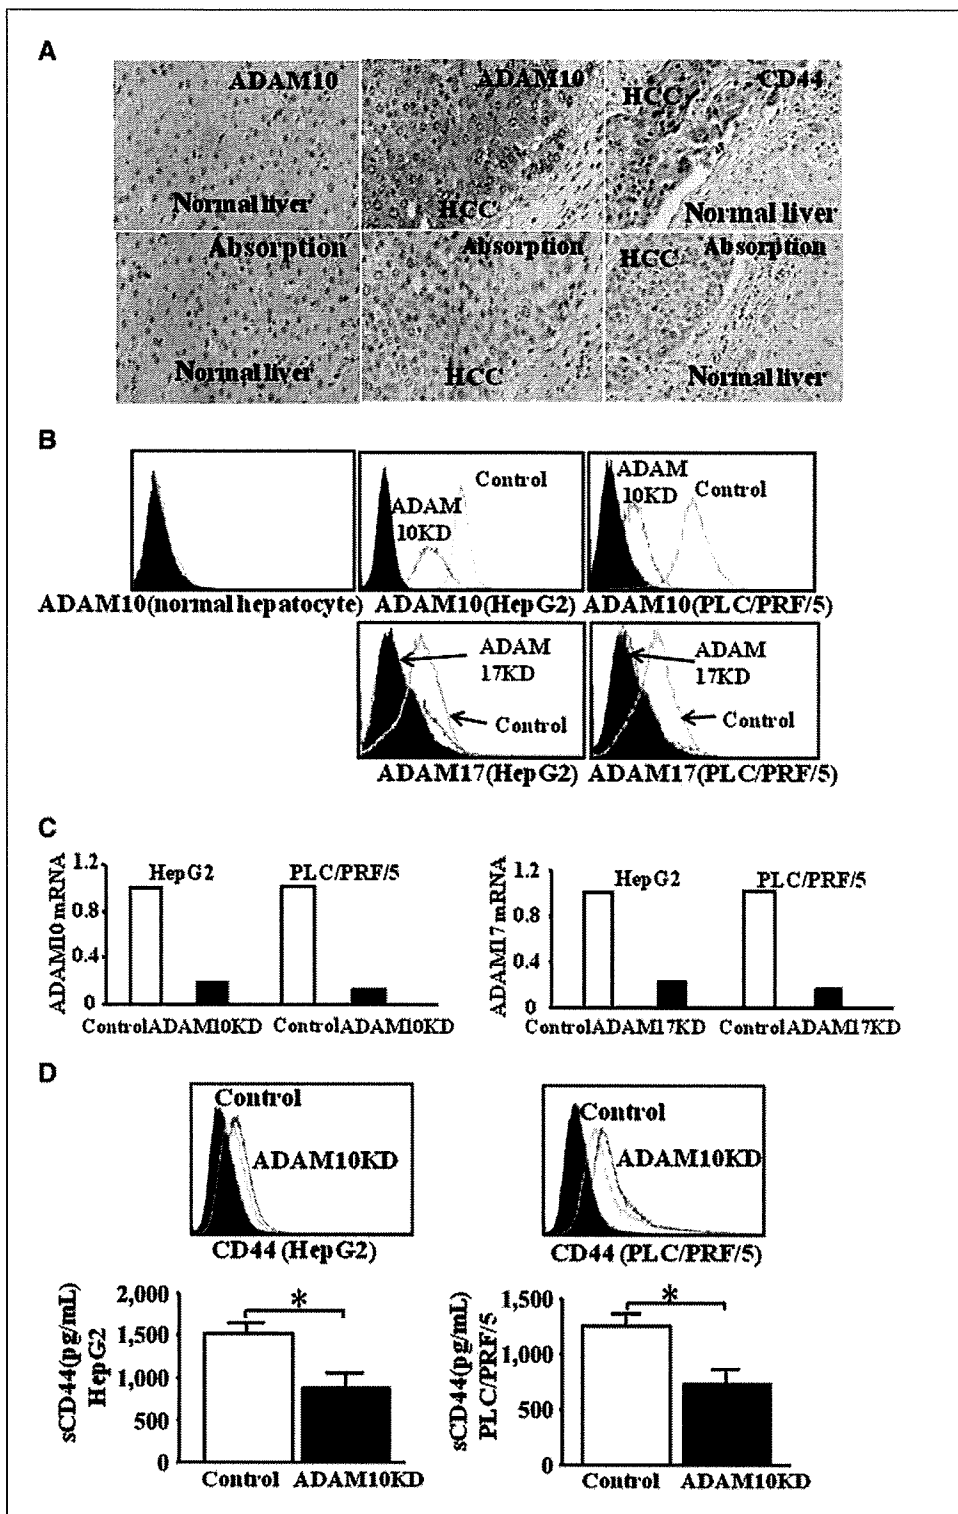 A
ADAM10
ADAM10
HCC
CD44
Normal liver
HCC
Normal liver
Absorption
Absorption
HCC
Absorption
Normal liver
HCC
Normal liver
B
Control
ADAM
10KD
ADAM
10KD
Control
ADAM10(normal hepatocyte)
ADAM10(HepG2)
ADAM10(PLC/PRF/5)
ADAM
17KD
Control
ADAM
17KD
Control
ADAM17(HepG2)
ADAM17(PLC/PRF/5)
C
ADAM10 mRNA
1.2
0.8
0.4
0
HepG2
PLC/PRF/5
Control ADAM10KD
Control ADAM10KD
ADAM17 mRNA
1.2
0.8
0.4
0
HepG2
PLC/PRF/5
Control ADAM17KD
Control ADAM17KD
D
Control
ADAM10KD
CD44 (HepG2)
Control
ADAM10KD
CD44 (PLC/PRF/5)
sCD44(pg/mL)
HepG2
2,000
1,500
1,000
500
0
*
Control
ADAM10KD
sCD44(pg/mL)
PLC/PRF/5
1,500
1,000
500
0
*
Control
ADAM10KD